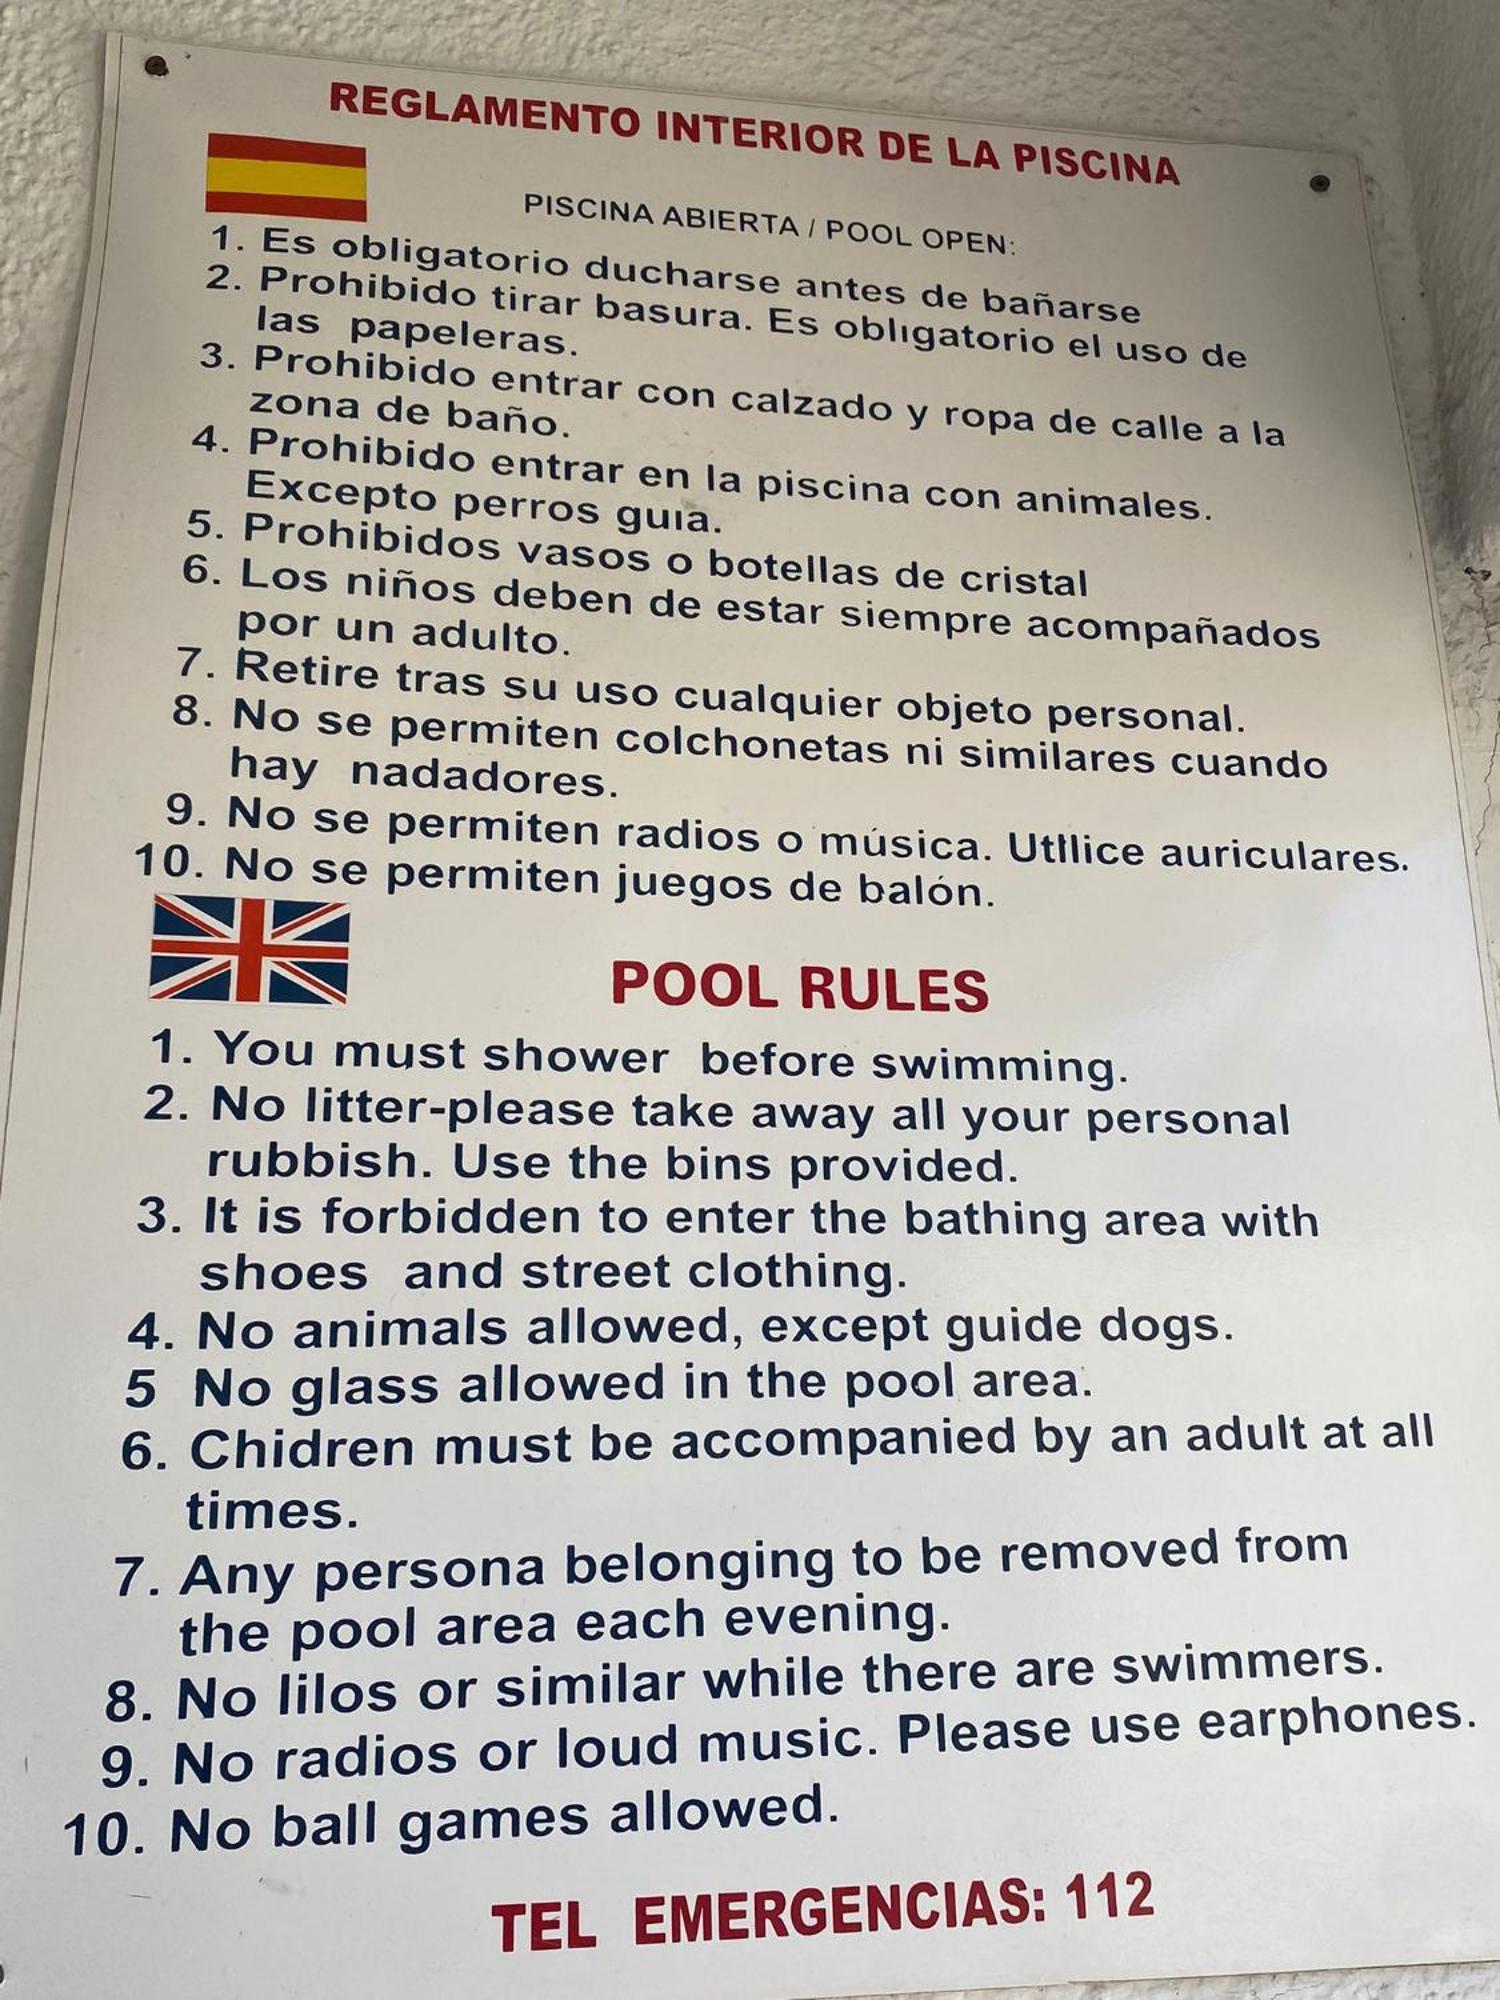 REGLAMENTO INTERIOR DE LA PISCINA
PISCINA ABIERTA / POOL OPEN:
1. Es obligatorio ducharse antes de bañarse
2. Prohibido tirar basura. Es oblıgatorio el uso de
las papeleras.
3. Prohibido entrar con calzado y ropa de calle a la
zona de baño.
4. Prohibido entrar en la piscina con animales.
Excepto perros guıa.
5. Prohibidos vasos o botellas de cristal
6. Los niños deben de estar siempre acompañados
por un adulto.
7. Retire tras su uso cualquier objeto personal.
8. No se permiten colchonetas ni similares cuando
hay nadadores.
9. No se permiten radios o música. Utılice auriculares.
10. No se permiten juegos de balón.
POOL RULES
1. You must shower before swimming.
2. No litter-please take away all your personal
rubbish. Use the bins provided.
3. It is forbidden to enter the bathing area with
shoes and street clothing.
4. No animals allowed, except guide dogs.
5 No glass allowed in the pool area.
6. Chidren must be accompanied by an adult at all
times.
7. Any persona belonging to be removed from
the pool area each evening.
8. No lilos or similar while there are swimmers.
9. No radios or loud music. Please use earphones.
10. No ball games allowed.
TEL EMERGENCIAS: 112